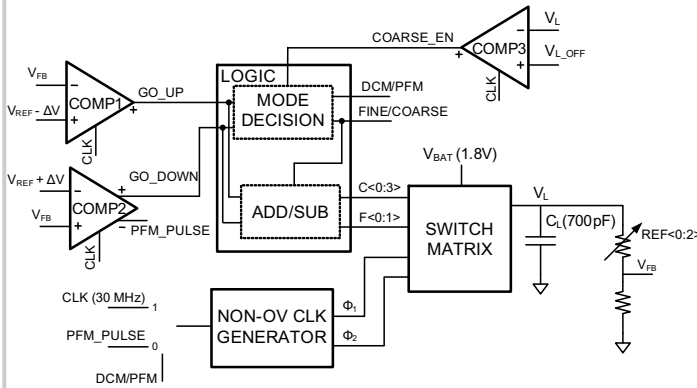 V_L
COARSE_EN
COMP3
V_L_OFF
CLK
V_FB
COMP1
V_REF - ΔV
GO_UP
CLK
LOGIC
MODE DECISION
DCM/PFM
FINE/COARSE
V_REF + ΔV
COMP2
V_FB
GO_DOWN
PFM_PULSE
CLK
ADD/SUB
C<0:3>
F<0:1>
V_BAT (1.8V)
SWITCH MATRIX
V_L
C_L(700pF)
REF<0:2>
V_FB
CLK (30 MHz)
1
PFM_PULSE
0
DCM/PFM
NON-OV CLK GENERATOR
Φ_1
Φ_2